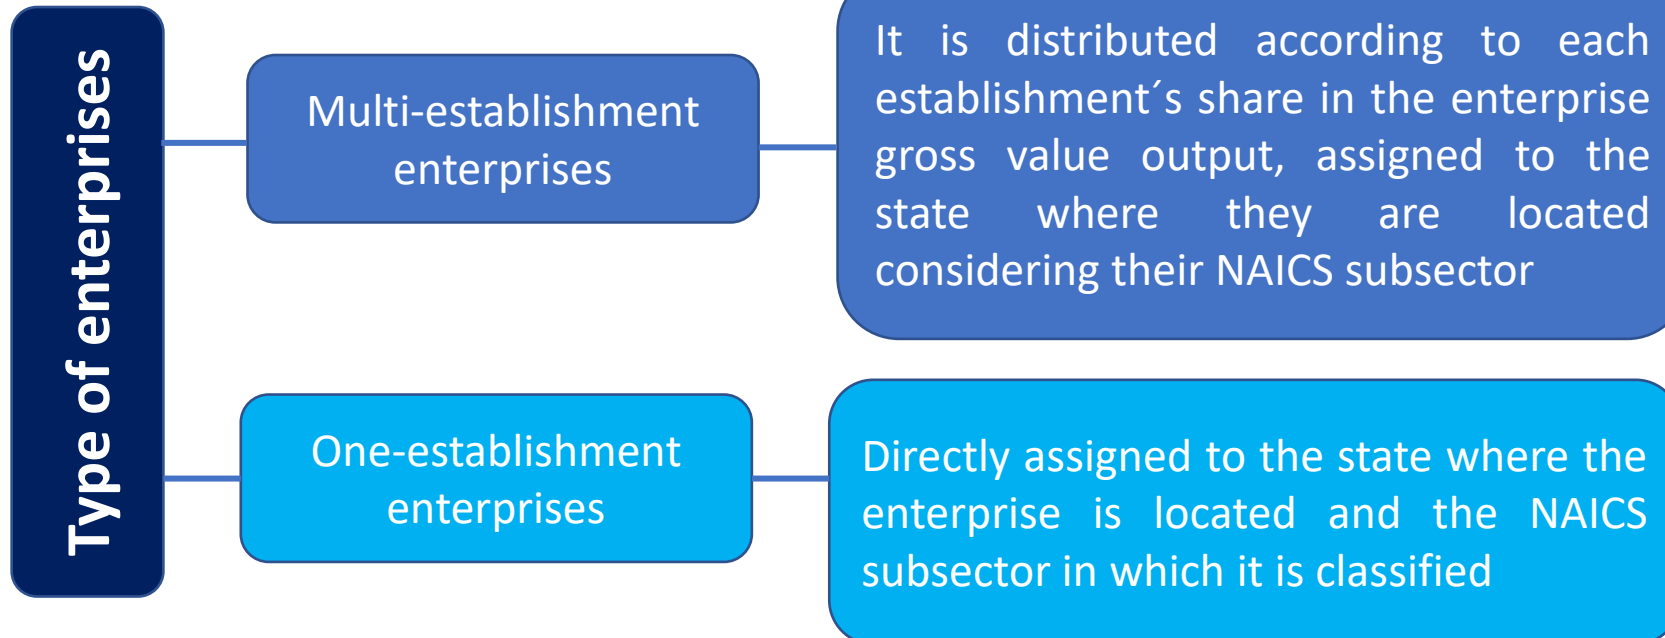 Type of enterprises
Multi-establishment
enterprises
It is distributed according to each
establishment´s share in the enterprise
gross value output, assigned to the
state where they are located
considering their NAICS subsector
One-establishment
enterprises
Directly assigned to the state where the
enterprise is located and the NAICS
subsector in which it is classified